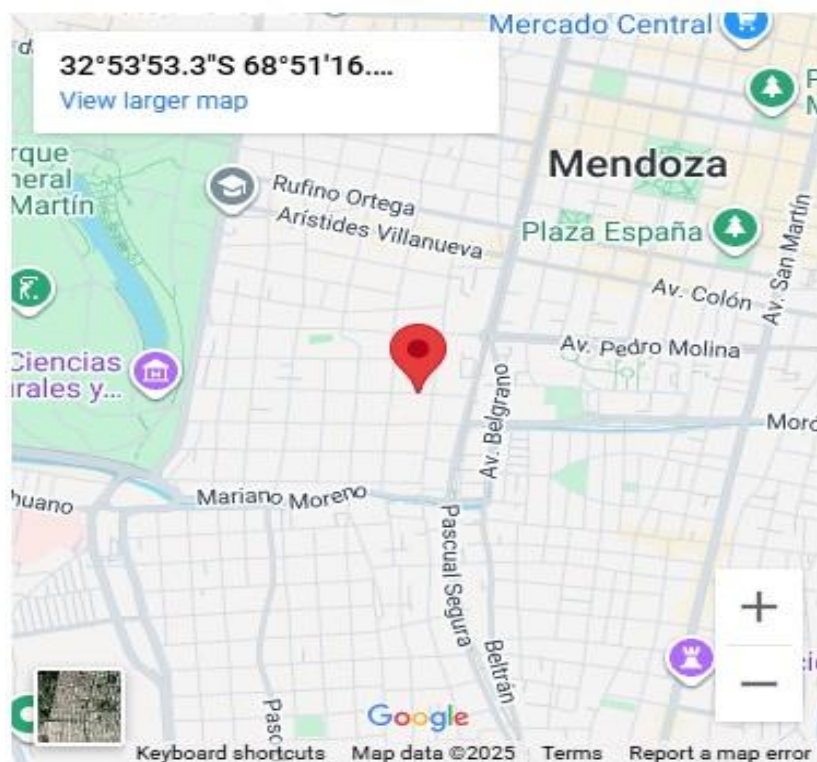 Mercado Central
32°53'53.3"S 68°51'16....
View larger map
Mendoza
Rufino Ortega
Arístides Villanueva
Plaza España
Av. San Martín
Av. Colón
Av. Pedro Molina
Martín
Ciencias
Av. Belgrano
Mariano Moreno
Pascual Segura
Beltrán
Google
Keyboard shortcuts Map data ©2025 Terms Report a map error